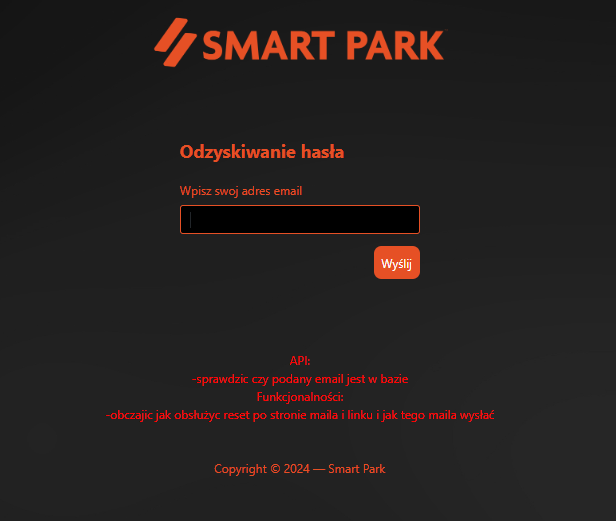 SMART PARK
Odzyskiwanie hasła
Wpisz swoj adres email
Wyślij
API:
-sprawdzic czy podany email jest w bazie
Funkcjonalności:
-obczajic jak obsłużyc reset po stronie maila i linku i jak tego maila wysłać
Copyright © 2024 — Smart Park